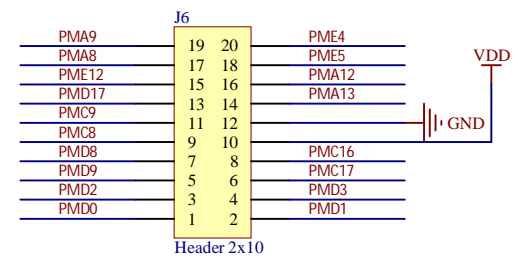 J6
PMA9 19 20 PME4
PMA8 17 18 PME5
VDD
PME12 15 16 PMA12
PMD17 13 14 PMA13
PMC9 11 12 GND
PMC8 9 10
PMD8 7 8 PMC16
PMD9 5 6 PMC17
PMD2 3 4 PMD3
PMD0 1 2 PMD1
Header 2x10